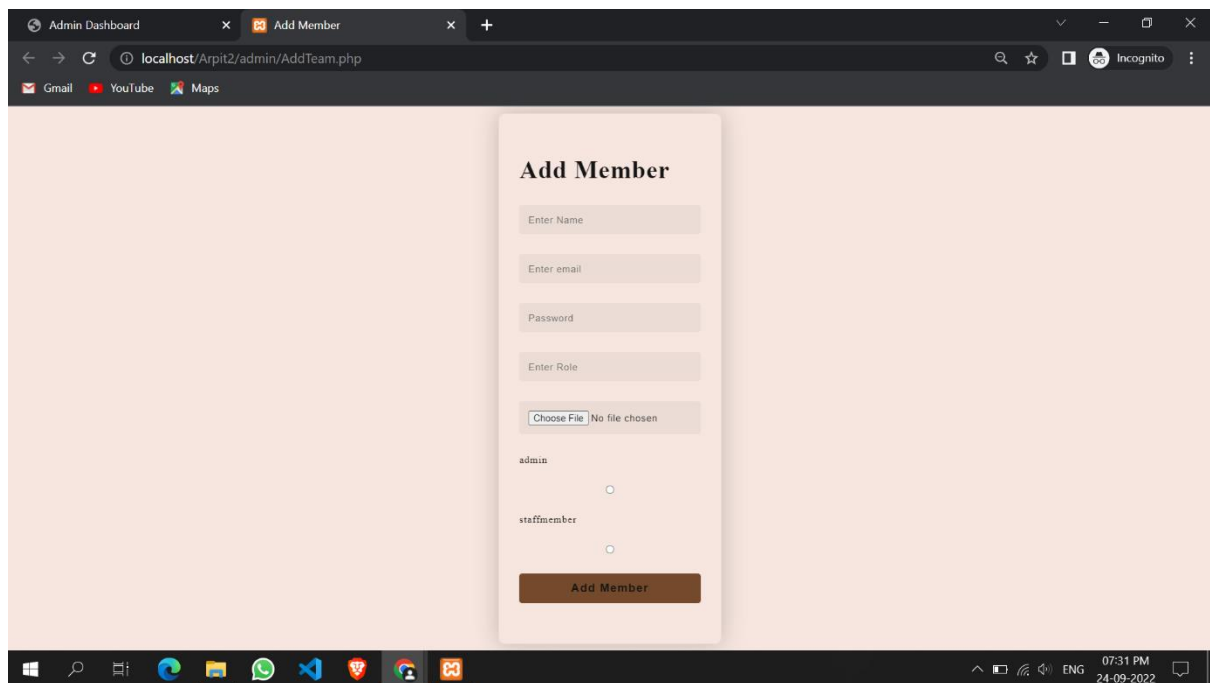 Admin Dashboard
Add Member
localhost/Arpit2/admin/AddTeam.php
Incognito
Gmail
YouTube
Maps
Add Member
Enter Name
Enter email
Password
Enter Role
Choose File No file chosen
admin
staffmember
Add Member
ENG
07:31 PM
24-09-2022